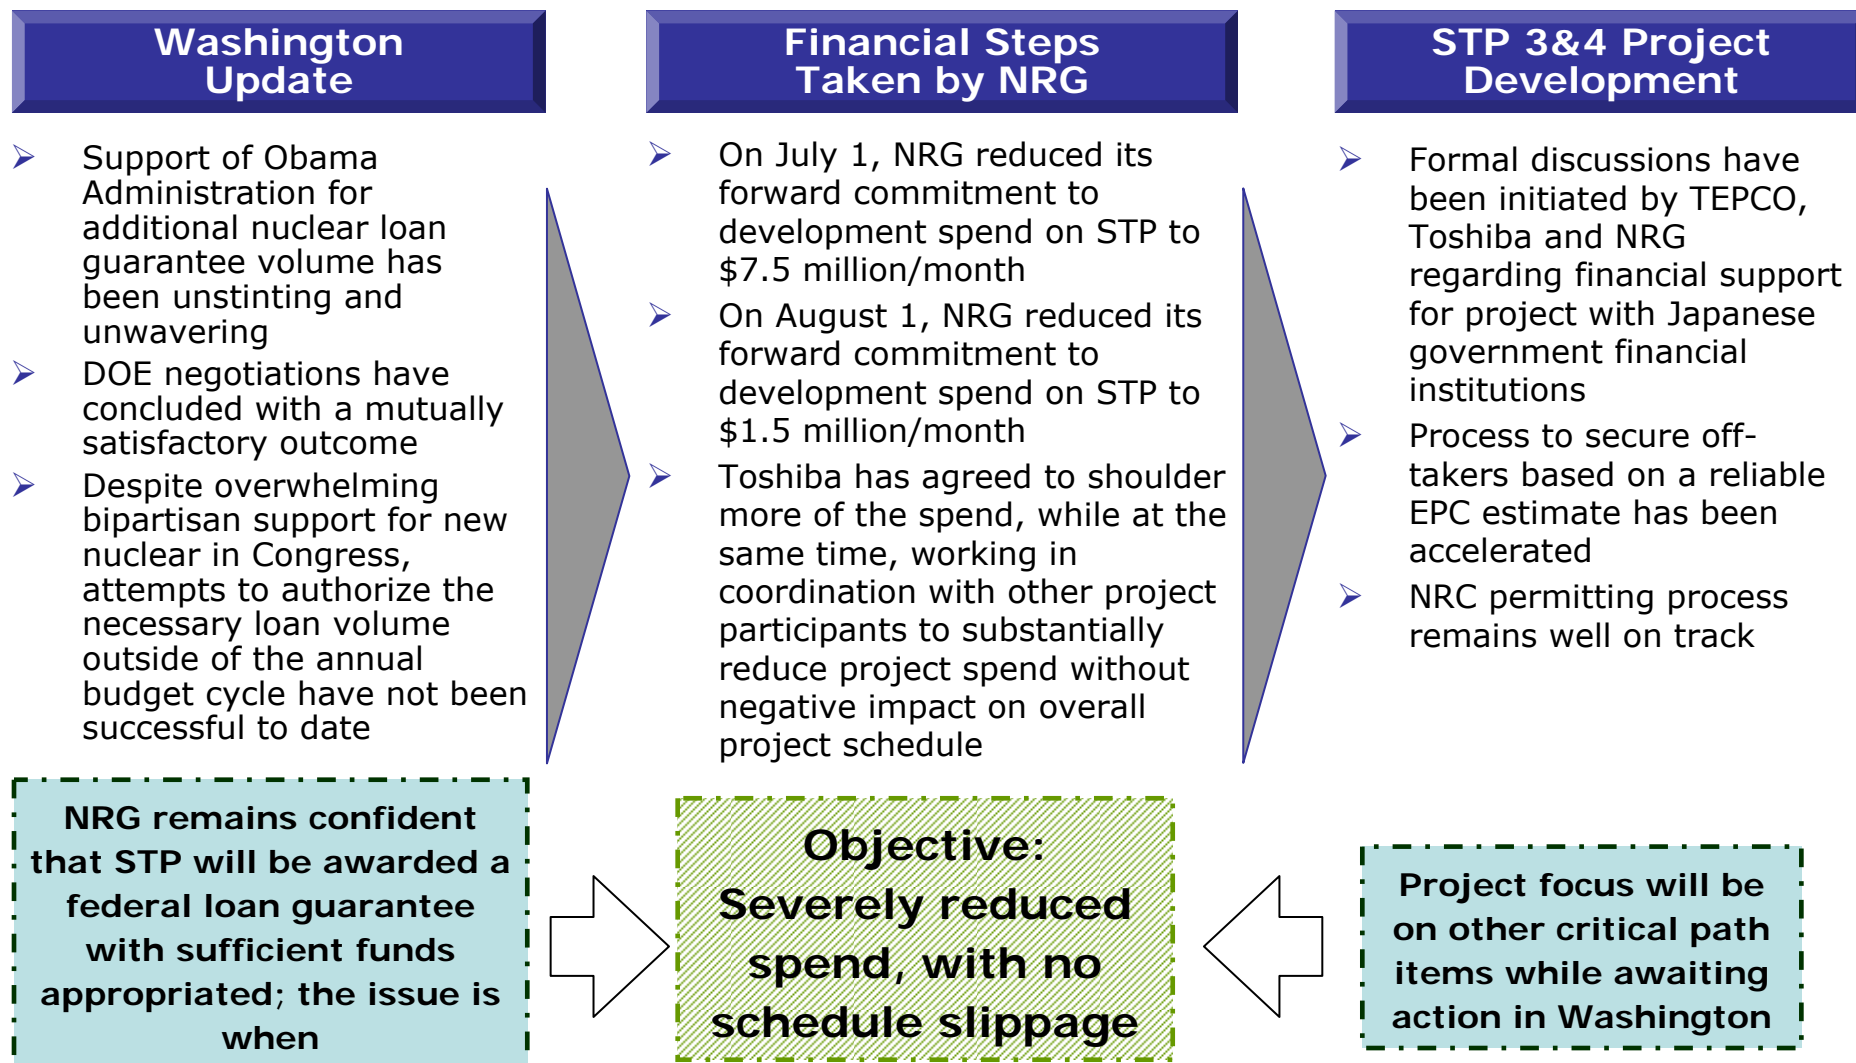 Washington
Update
Support of Obama
Administration for
additional nuclear loan
guarantee volume has
been unstinting and
unwavering
DOE negotiations have
concluded with a mutually
satisfactory outcome
Despite overwhelming
bipartisan support for new
nuclear in Congress,
attempts to authorize the
necessary loan volume
outside of the annual
budget cycle have not been
successful to date
NRG remains confident
that STP will be awarded a
federal loan guarantee
with sufficient funds
appropriated; the issue is
when
Financial Steps
Taken by NRG
On July 1, NRG reduced its
forward commitment to
development spend on STP to
$7.5 million/month
On August 1, NRG reduced its
forward commitment to
development spend on STP to
$1.5 million/month
Toshiba has agreed to shoulder
more of the spend, while at the
same time, working in
coordination with other project
participants to substantially
reduce project spend without
negative impact on overall
project schedule
Objective:
Severely reduced
spend, with no
schedule slippage
STP 3&4 Project
Development
Formal discussions have
been initiated by TEPCO,
Toshiba and NRG
regarding financial support
for project with Japanese
government financial
institutions
Process to secure off-
takers based on a reliable
EPC estimate has been
accelerated
NRC permitting process
remains well on track
Project focus will be
on other critical path
items while awaiting
action in Washington